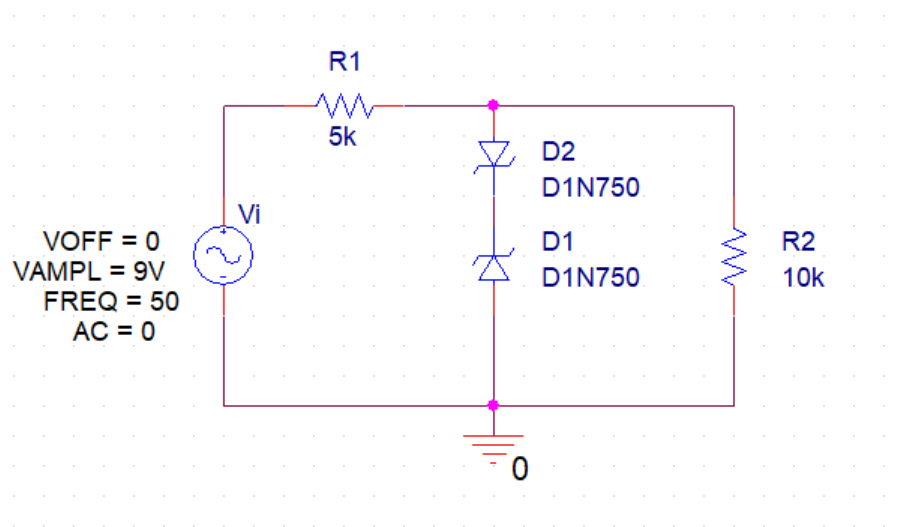 R1
5k
D2
D1N750
Vi
VOFF = 0
VAMPL = 9V
FREQ = 50
AC = 0
D1
D1N750
R2
10k
0